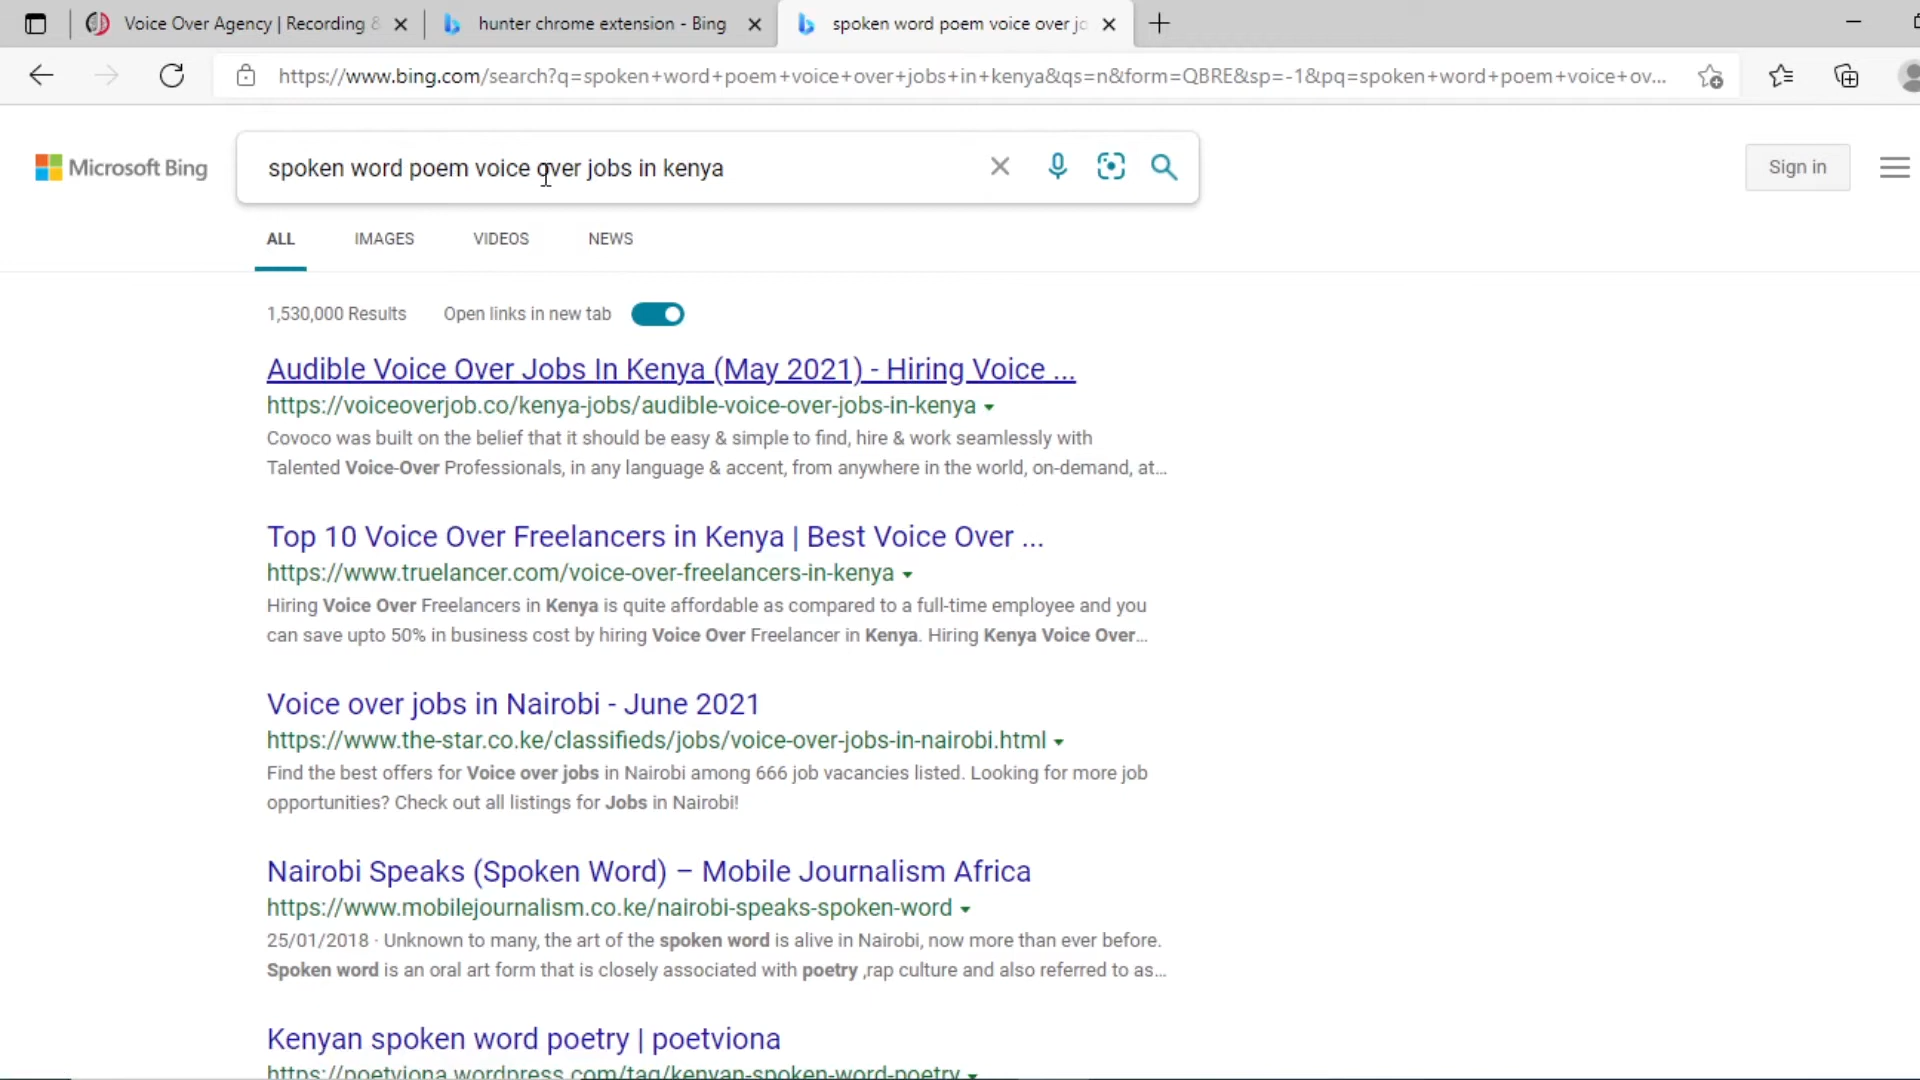 Voice Over Agency | Recording &
hunter chrome extension - Bing
spoken word poem voice over jo
https://www.bing.com/search?q=spoken+word+poem+voice+over+jobs+in+kenya&qs=n&form=QBRE&sp=-1&pq=spoken+word+poem+voice+ov...
Microsoft Bing
spoken word poem voice over jobs in kenya
Sign in
ALL IMAGES VIDEOS NEWS
1,530,000 Results Open links in new tab
Audible Voice Over Jobs In Kenya (May 2021) - Hiring Voice ...
https://voiceoverjob.co/kenya-jobs/audible-voice-over-jobs-in-kenya
Covoco was built on the belief that it should be easy & simple to find, hire & work seamlessly with
Talented Voice-Over Professionals, in any language & accent, from anywhere in the world, on-demand, at...
Top 10 Voice Over Freelancers in Kenya | Best Voice Over ...
https://www.truelancer.com/voice-over-freelancers-in-kenya
Hiring Voice Over Freelancers in Kenya is quite affordable as compared to a full-time employee and you
can save upto 50% in business cost by hiring Voice Over Freelancer in Kenya. Hiring Kenya Voice Over...
Voice over jobs in Nairobi - June 2021
https://www.the-star.co.ke/classifieds/jobs/voice-over-jobs-in-nairobi.html
Find the best offers for Voice over jobs in Nairobi among 666 job vacancies listed. Looking for more job
opportunities? Check out all listings for Jobs in Nairobi!
Nairobi Speaks (Spoken Word) – Mobile Journalism Africa
https://www.mobilejournalism.co.ke/nairobi-speaks-spoken-word
25/01/2018 · Unknown to many, the art of the spoken word is alive in Nairobi, now more than ever before.
Spoken word is an oral art form that is closely associated with poetry ,rap culture and also referred to as...
Kenyan spoken word poetry | poetviona
https://poetviona.wordpress.com/tag/kenyan-spoken-word-poetry